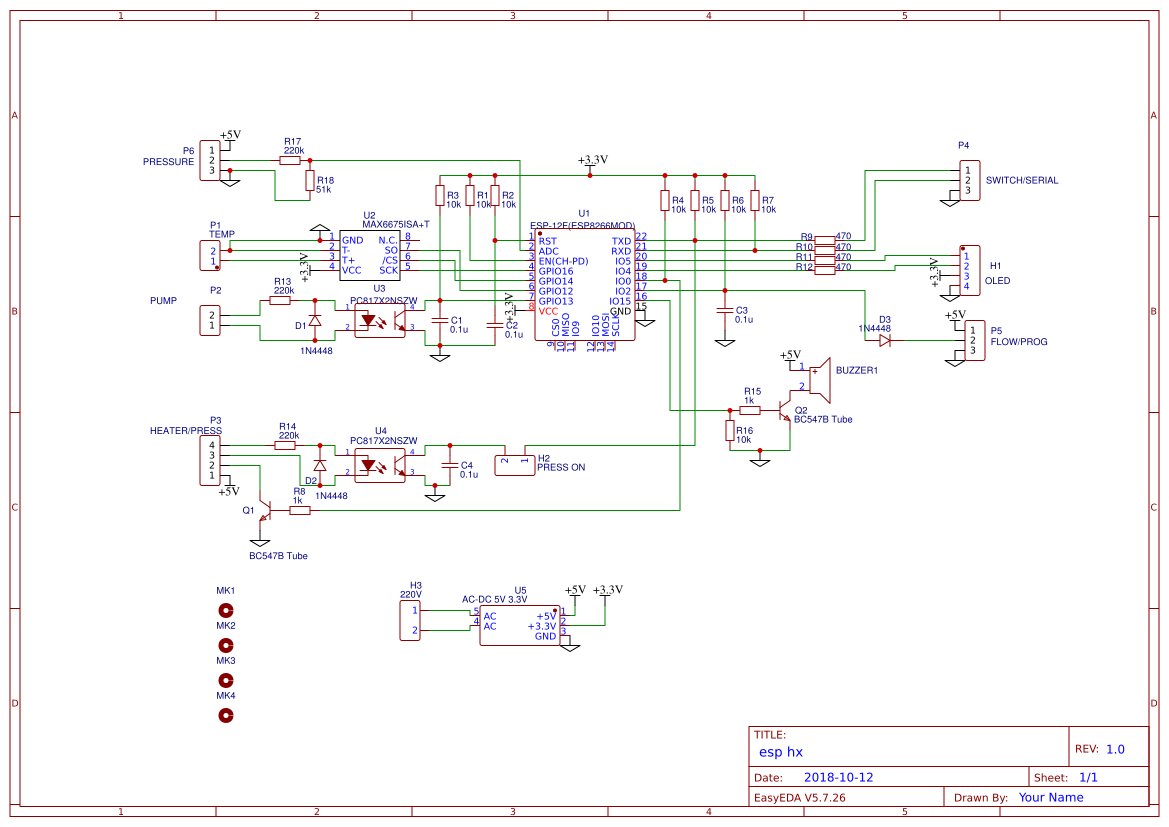 1 2 3 4 5
A A
B B
C C
D D
P6
PRESSURE
+5V
1
2
3
R17
220k
R18
51k
P1
TEMP
2
1
U2
MAX6675ISA+T
1 GND N.C. 8
2 T- SO 7
3 T+ /CS 6
4 VCC SCK 5
+3.3V
P2
PUMP
2
1
R13
220k
D1
1N4448
U3
PC817X2NSZW
1 4
2 3
+3.3V
R3
10k
R1
10k
R2
10k
C1
0.1u
C2
0.1u
+3.3V
U1
ESP-12F(ESP8266MOD)
1 RST TXD 22
2 ADC RXD 21
3 EN(CH-PD) IO5 20
4 GPIO16 IO4 19
5 GPIO14 IO0 18
6 GPIO12 IO2 17
7 GPIO13 IO15 16
8 VCC GND 15
CS0 MISO IO9 IO10 MOSI SCLK
9 10 11 12 13 14
R4
10k
R5
10k
R6
10k
R7
10k
C3
0.1u
R9 470
R10 470
R11 470
R12 470
P4
SWITCH/SERIAL
1
2
3
H1
OLED
+3.3V
1
2
3
4
D3
1N4448
+5V
P5
FLOW/PROG
1
2
3
+5V
BUZZER1
1 +
2
R15
1k
R16
10k
Q2
BC547B Tube
P3
HEATER/PRESS
4
3
2
1
+5V
R14
220k
D2
1N4448
U4
PC817X2NSZW
1 4
2 3
C4
0.1u
H2
PRESS ON
2 1
R8
1k
Q1
BC547B Tube
MK1
MK2
MK3
MK4
H3
220V
1
2
U5
AC-DC 5V 3.3V
5 AC +5V 1
4 AC +3.3V 2
GND 3
+5V +3.3V
TITLE:
esp hx
REV: 1.0
Date: 2018-10-12
Sheet: 1/1
EasyEDA V5.7.26
Drawn By: Your Name
1 2 3 4 5